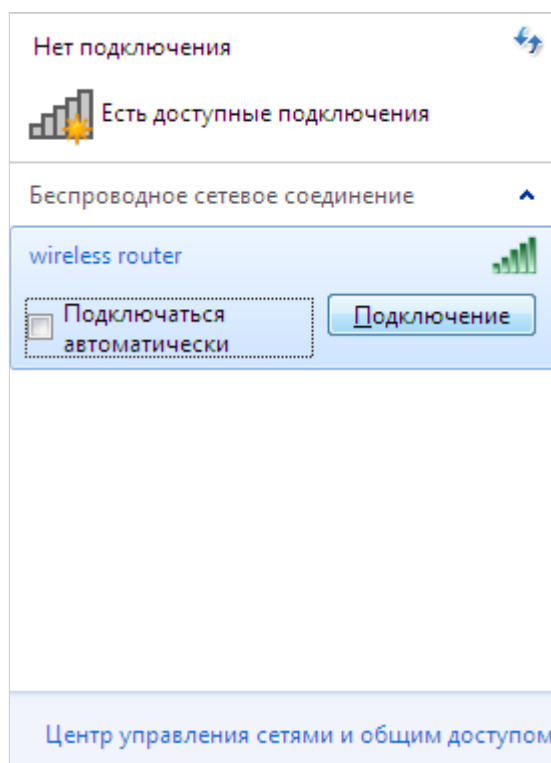 Нет подключения
Есть доступные подключения
Беспроводное сетевое соединение
wireless router
Подключаться
автоматически
Подключение
Центр управления сетями и общим доступом